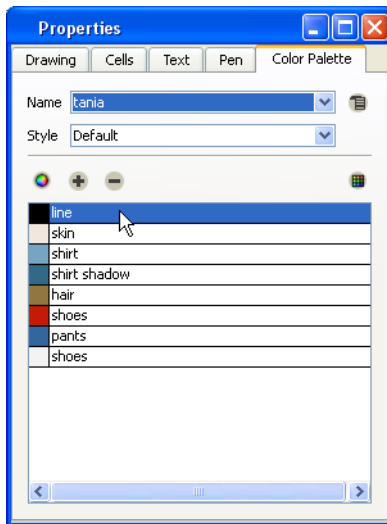 Properties
Drawing Cells Text Pen Color Palette
Name tania
Style Default
line
skin
shirt
shirt shadow
hair
shoes
pants
shoes